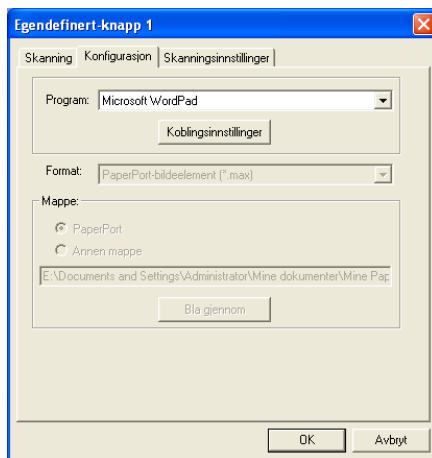 Egendefinert-knapp 1
Skanning Konfigurasjon Skanningsinnstillinger
Program: Microsoft WordPad
Koblingsinnstillinger
Format: PaperPort-bildeelement (*.max)
Mappe:
PaperPort
Annen mappe
E:\Documents and Settings\Administrator\Mine dokumenter\Mine Pap
Bla gjennom
OK Avbryt